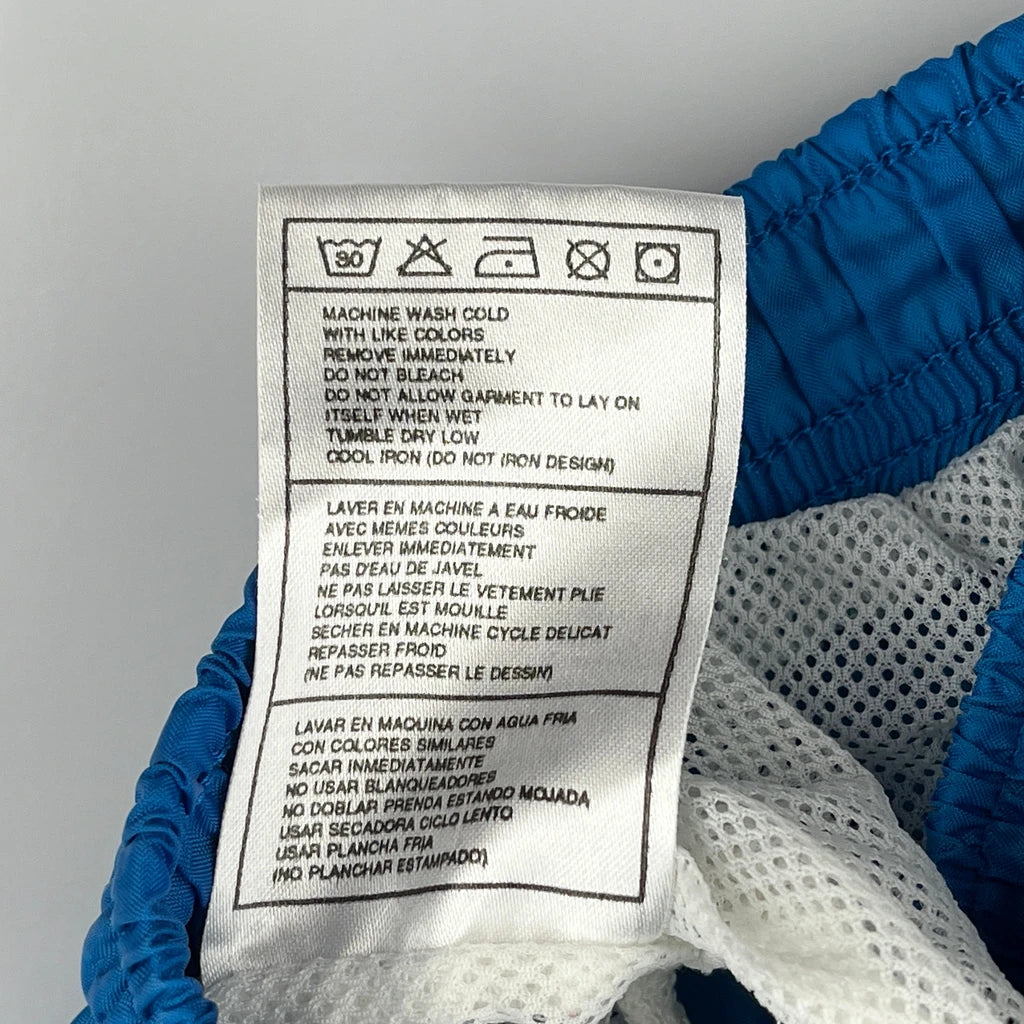 30
MACHINE WASH COLD
WITH LIKE COLORS
REMOVE IMMEDIATELY
DO NOT BLEACH
DO NOT ALLOW GARMENT TO LAY ON
ITSELF WHEN WET
TUMBLE DRY LOW
COOL IRON (DO NOT IRON DESIGN)
LAVER EN MACHINE A EAU FROIDE
AVEC MEMES COULEURS
ENLEVER IMMEDIATEMENT
PAS D'EAU DE JAVEL
NE PAS LAISSER LE VETEMENT PLIE
LORSQU'IL EST MOUILLE
SECHER EN MACHINE CYCLE DELICAT
REPASSER FROID
(NE PAS REPASSER LE DESSIN)
LAVAR EN MAQUINA CON AGUA FRIA
CON COLORES SIMILARES
SACAR INMEDIATAMENTE
NO USAR BLANQUEADORES
NO DOBLAR PRENDA ESTANDO MOJADA
USAR SECADORA CICLO LENTO
USAR PLANCHA FRIA
(NO PLANCHAR ESTAMPADO)